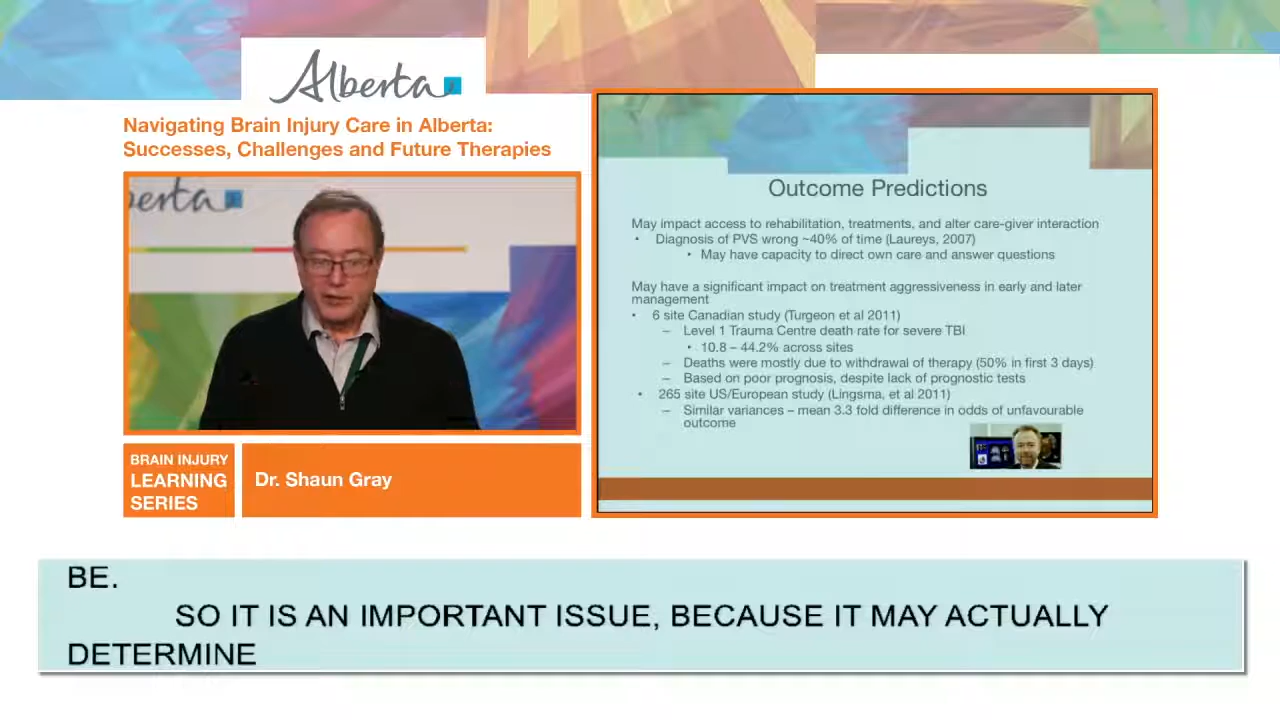 Alberta
Navigating Brain Injury Care in Alberta:
Successes, Challenges and Future Therapies
berta
BRAIN INJURY
LEARNING
SERIES
Dr. Shaun Gray
Outcome Predictions
May impact access to rehabilitation, treatments, and alter care-giver interaction
• Diagnosis of PVS wrong ~40% of time (Laureys, 2007)
• May have capacity to direct own care and answer questions
May have a significant impact on treatment aggressiveness in early and later
management
• 6 site Canadian study (Turgeon et al 2011)
– Level 1 Trauma Centre death rate for severe TBI
• 10.8 – 44.2% across sites
– Deaths were mostly due to withdrawal of therapy (50% in first 3 days)
– Based on poor prognosis, despite lack of prognostic tests
• 265 site US/European study (Lingsma, et al 2011)
– Similar variances – mean 3.3 fold difference in odds of unfavourable
outcome
BE.
SO IT IS AN IMPORTANT ISSUE, BECAUSE IT MAY ACTUALLY
DETERMINE